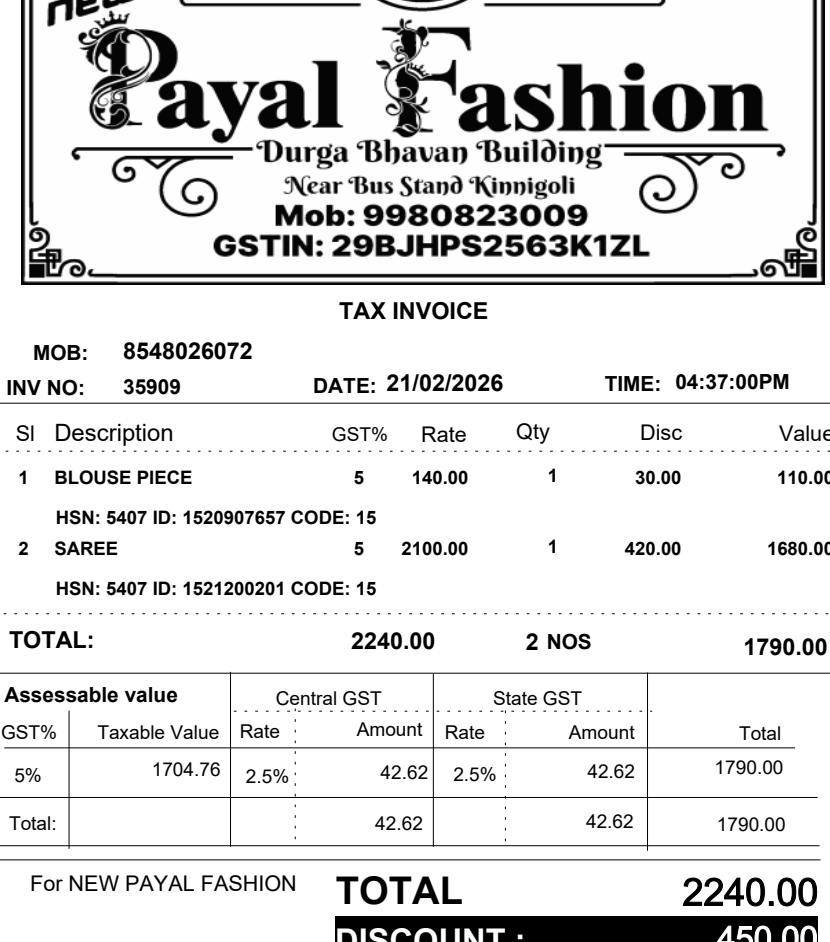 new
Payal Fashion
Durga Bhavan Building
Near Bus Stand Kinnigoli
Mob: 9980823009
GSTIN: 29BJHPS2563K1ZL
TAX INVOICE
MOB: 8548026072
INV NO: 35909 DATE: 21/02/2026 TIME: 04:37:00PM
Sl Description GST% Rate Qty Disc Value
1 BLOUSE PIECE 5 140.00 1 30.00 110.00
HSN: 5407 ID: 1520907657 CODE: 15
2 SAREE 5 2100.00 1 420.00 1680.00
HSN: 5407 ID: 1521200201 CODE: 15
TOTAL: 2240.00 2 NOS 1790.00
Assessable value Central GST State GST
GST% Taxable Value Rate Amount Rate Amount Total
5% 1704.76 2.5% 42.62 2.5% 42.62 1790.00
Total: 42.62 42.62 1790.00
For NEW PAYAL FASHION TOTAL 2240.00
DISCOUNT : 450.00